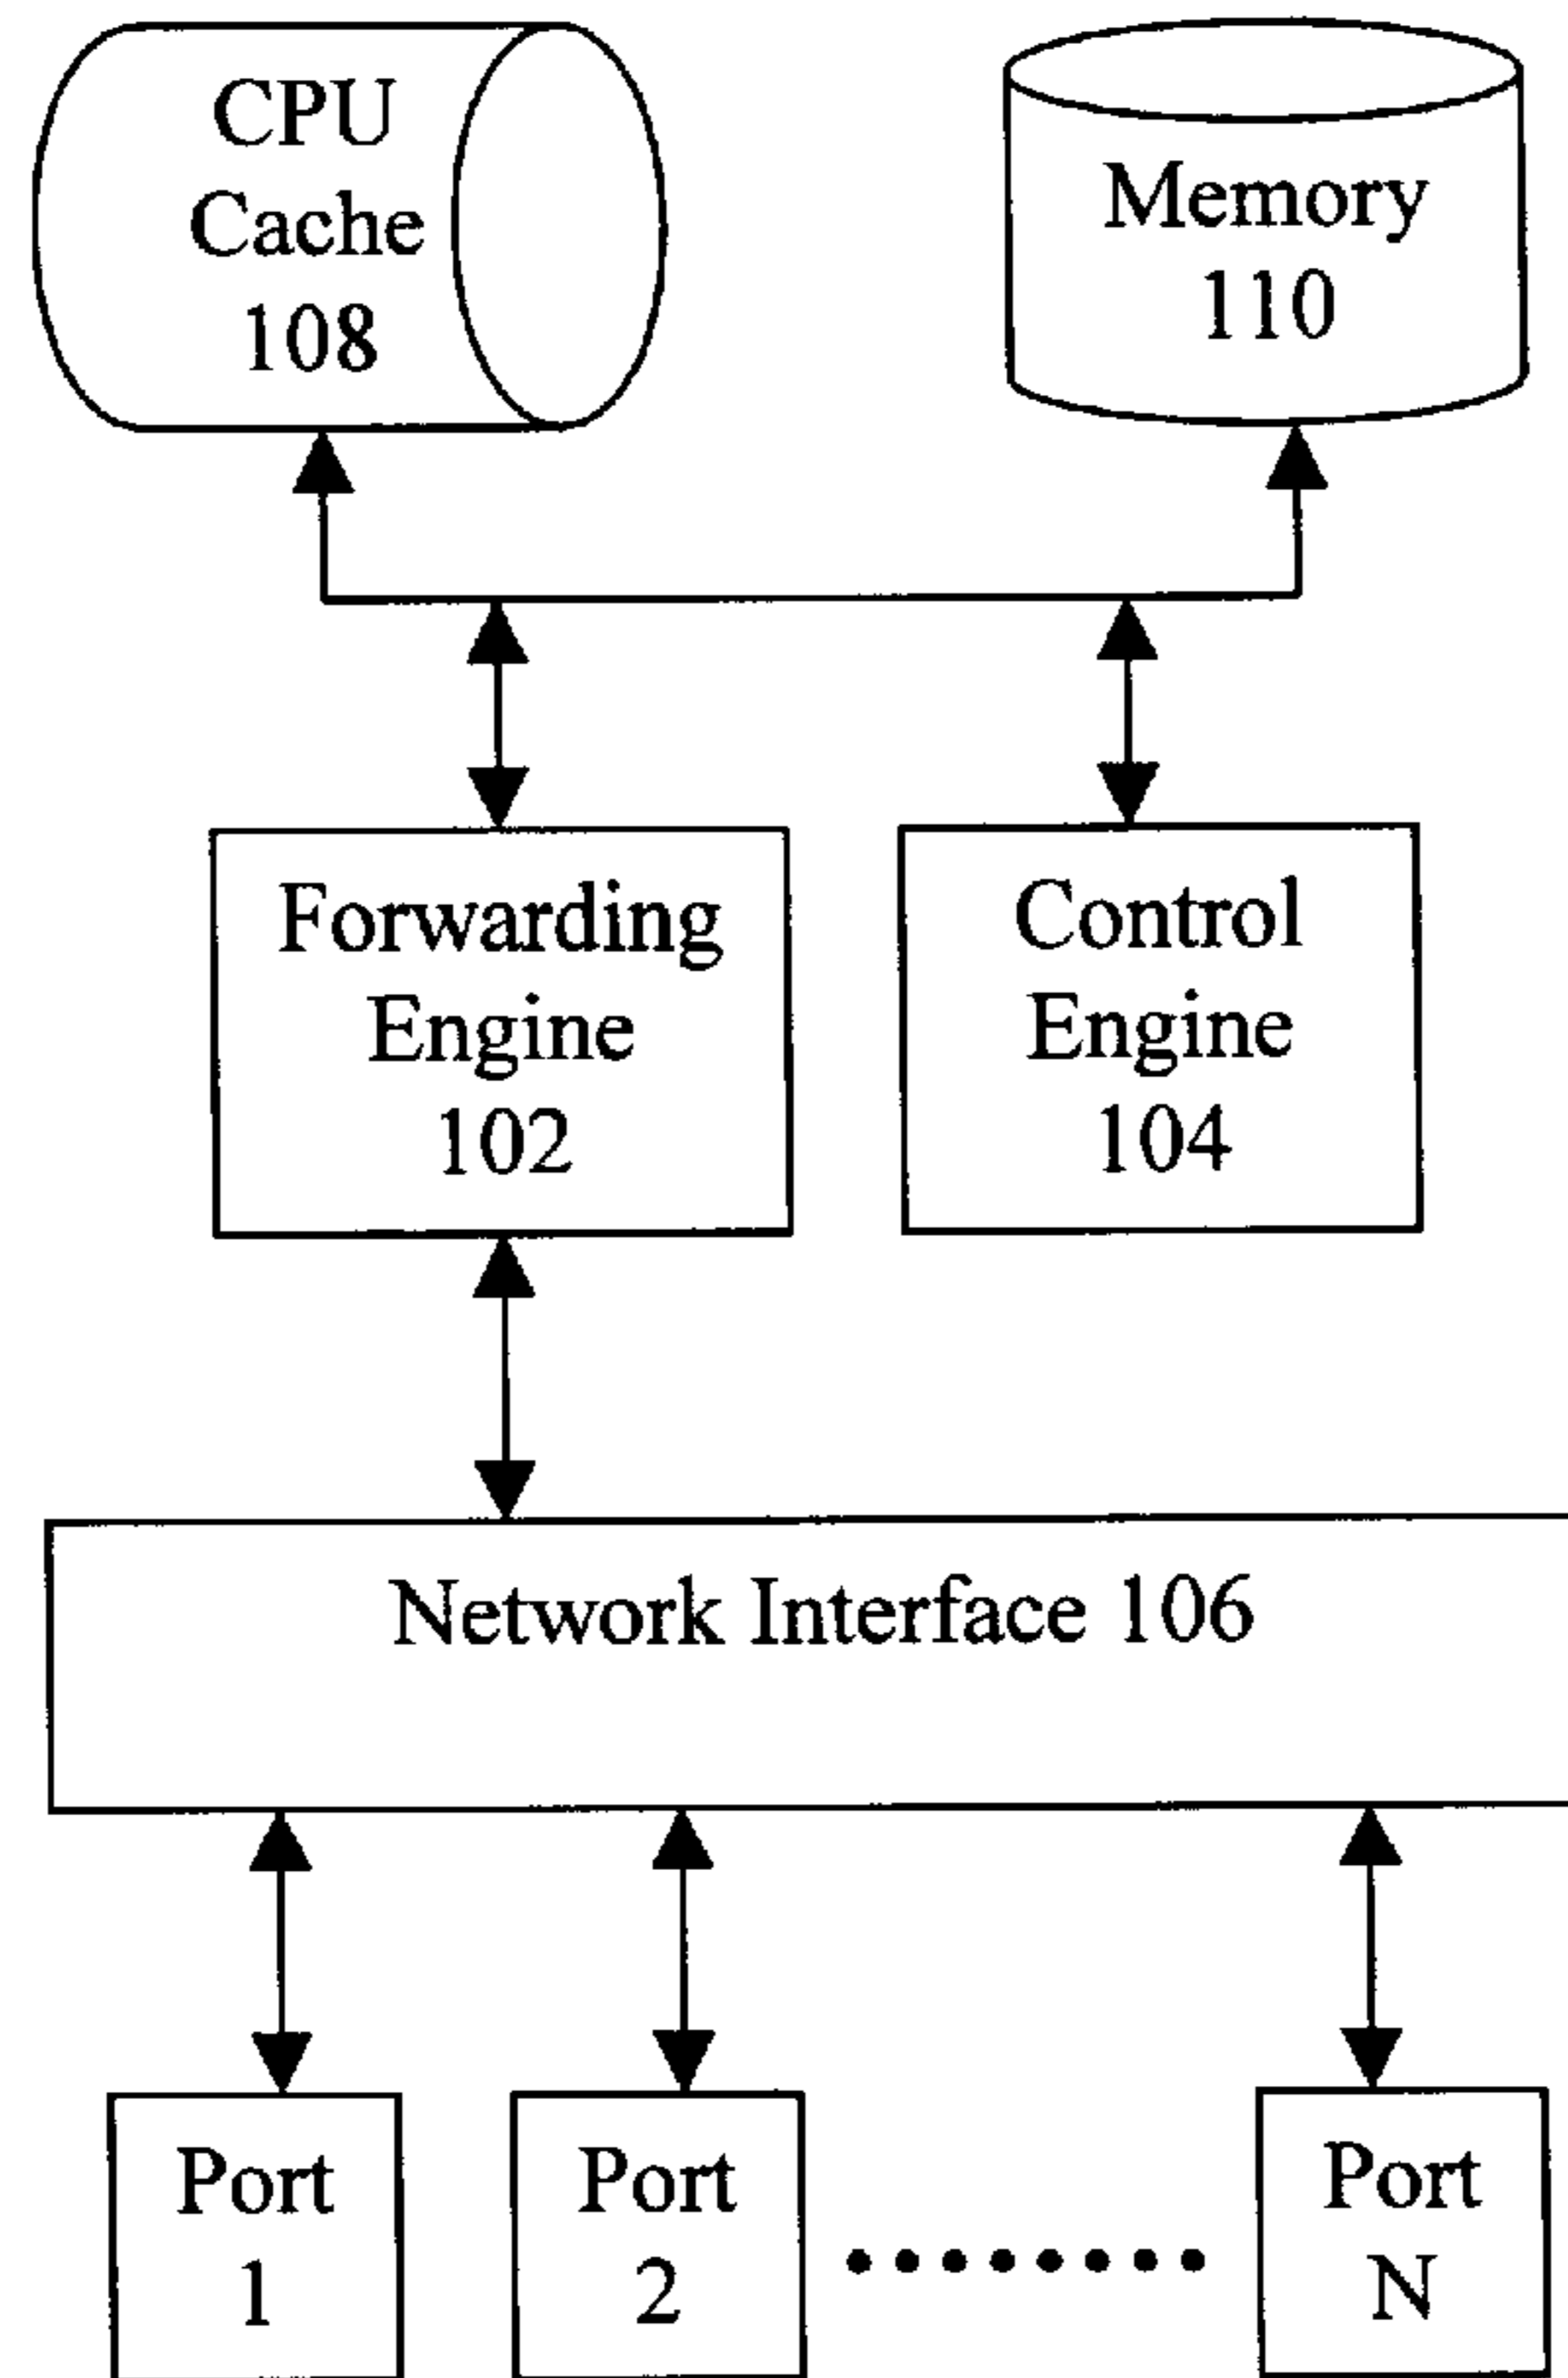 CPU
Cache
108
Memory
110
Forwarding
Engine
102
Control
Engine
104
Network Interface 106
Port
1
Port
2
Port
N